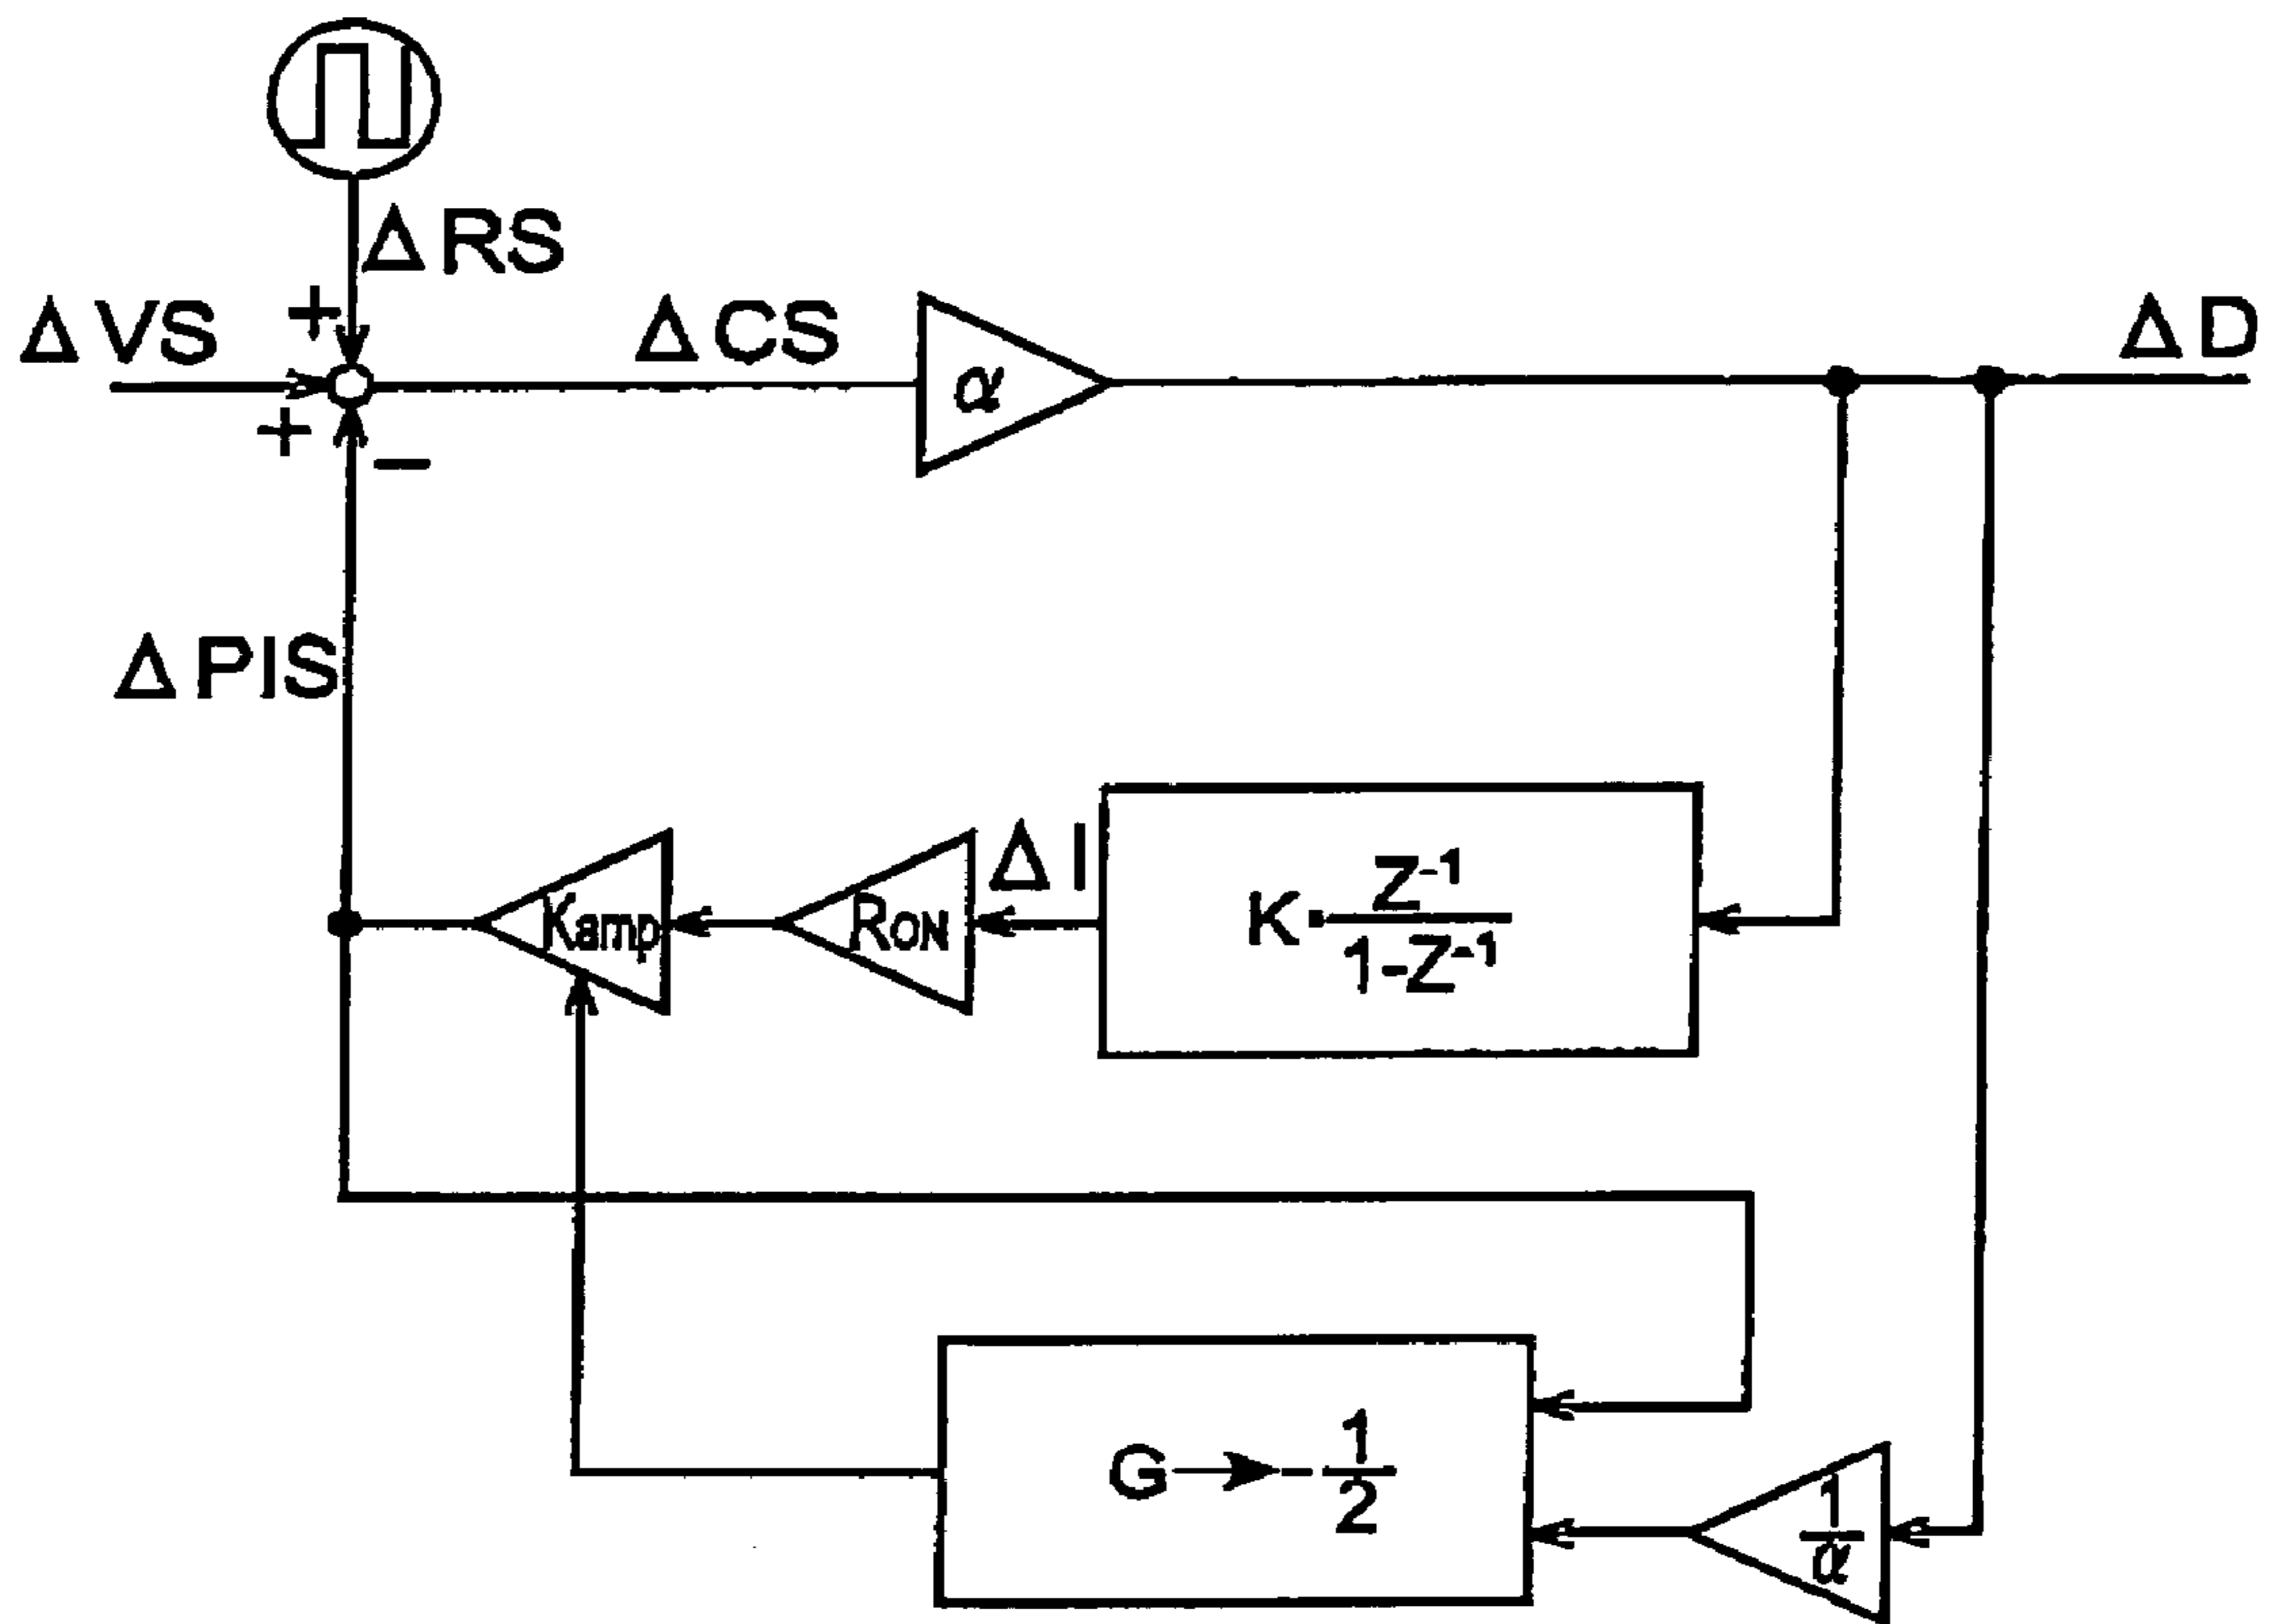 ΔRS
+
ΔVS
ΔCS
α
ΔD
+
−
ΔPIS
Kamp
RON
ΔI
K·Z⁻¹/1-Z⁻¹
G→-1/2
1/α